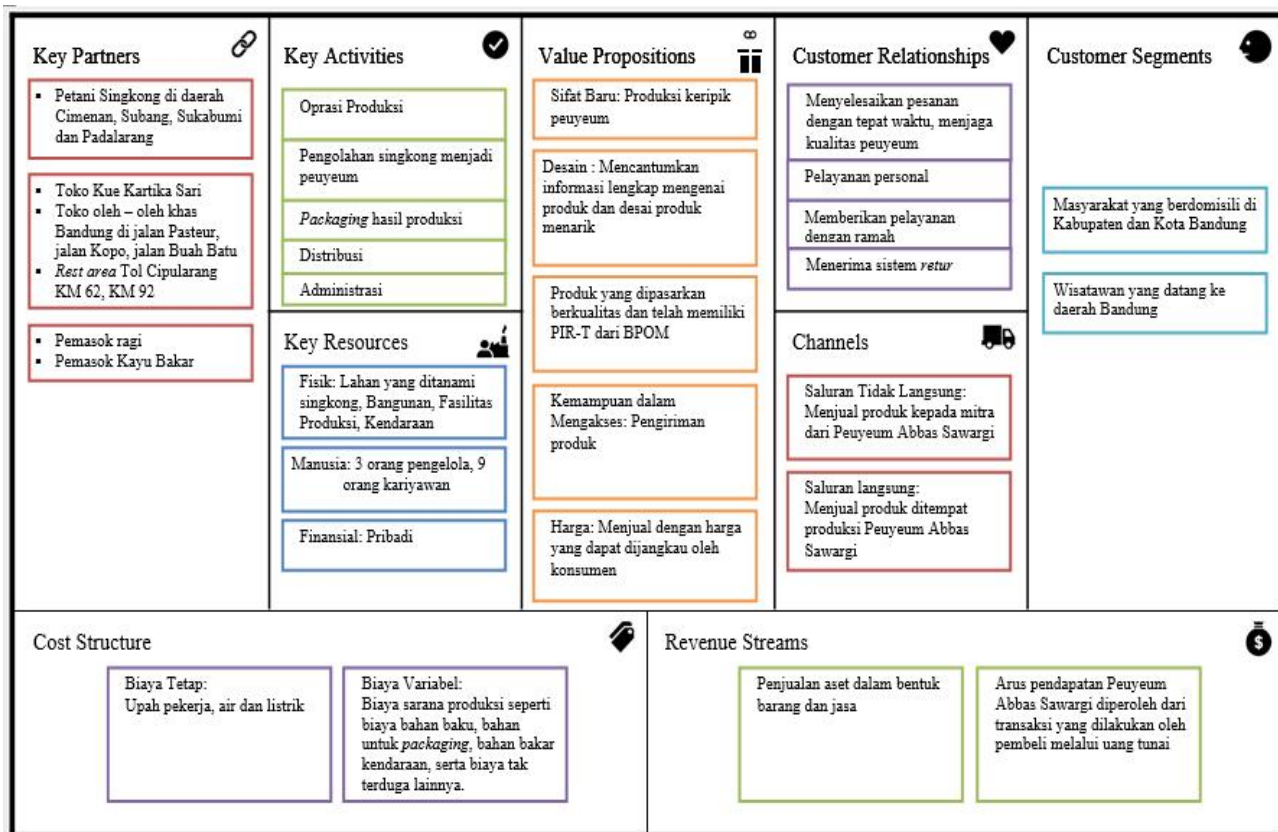 Key Partners
▪ Petani Singkong di daerah
Cimenan, Subang, Sukabumi
dan Padalarang
▪ Toko Kue Kartika Sari
▪ Toko oleh – oleh khas
Bandung di jalan Pasteur,
jalan Kopo, jalan Buah Batu
▪ Rest area Tol Cipularang
KM 62, KM 92
▪ Pemasok ragi
▪ Pemasok Kayu Bakar
Key Activities
Oprasi Produksi
Pengolahan singkong menjadi
peuyeum
Packaging hasil produksi
Distribusi
Administrasi
Key Resources
Fisik: Lahan yang ditanami
singkong, Bangunan, Fasilitas
Produksi, Kendaraan
Manusia: 3 orang pengelola, 9
orang kariyawan
Finansial: Pribadi
Value Propositions
Sifat Baru: Produksi keripik
peuyeum
Desain : Mencantumkan
informasi lengkap mengenai
produk dan desai produk
menarik
Produk yang dipasarkan
berkualitas dan telah memiliki
PIR-T dari BPOM
Kemampuan dalam
Mengakses: Pengiriman
produk
Harga: Menjual dengan harga
yang dapat dijangkau oleh
konsumen
Customer Relationships
Menyelesaikan pesanan
dengan tepat waktu, menjaga
kualitas peuyeum
Pelayanan personal
Memberikan pelayanan
dengan ramah
Menerima sistem retur
Channels
Saluran Tidak Langsung:
Menjual produk kepada mitra
dari Peuyeum Abbas Sawargi
Saluran langsung:
Menjual produk ditempat
produksi Peuyeum Abbas
Sawargi
Customer Segments
Masyarakat yang berdomisili di
Kabupaten dan Kota Bandung
Wisatawan yang datang ke
daerah Bandung
Cost Structure
Biaya Tetap:
Upah pekerja, air dan listrik
Biaya Variabel:
Biaya sarana produksi seperti
biaya bahan baku, bahan
untuk packaging, bahan bakar
kendaraan, serta biaya tak
terduga lainnya.
Revenue Streams
Penjualan aset dalam bentuk
barang dan jasa
Arus pendapatan Peuyeum
Abbas Sawargi diperoleh dari
transaksi yang dilakukan oleh
pembeli melalui uang tunai